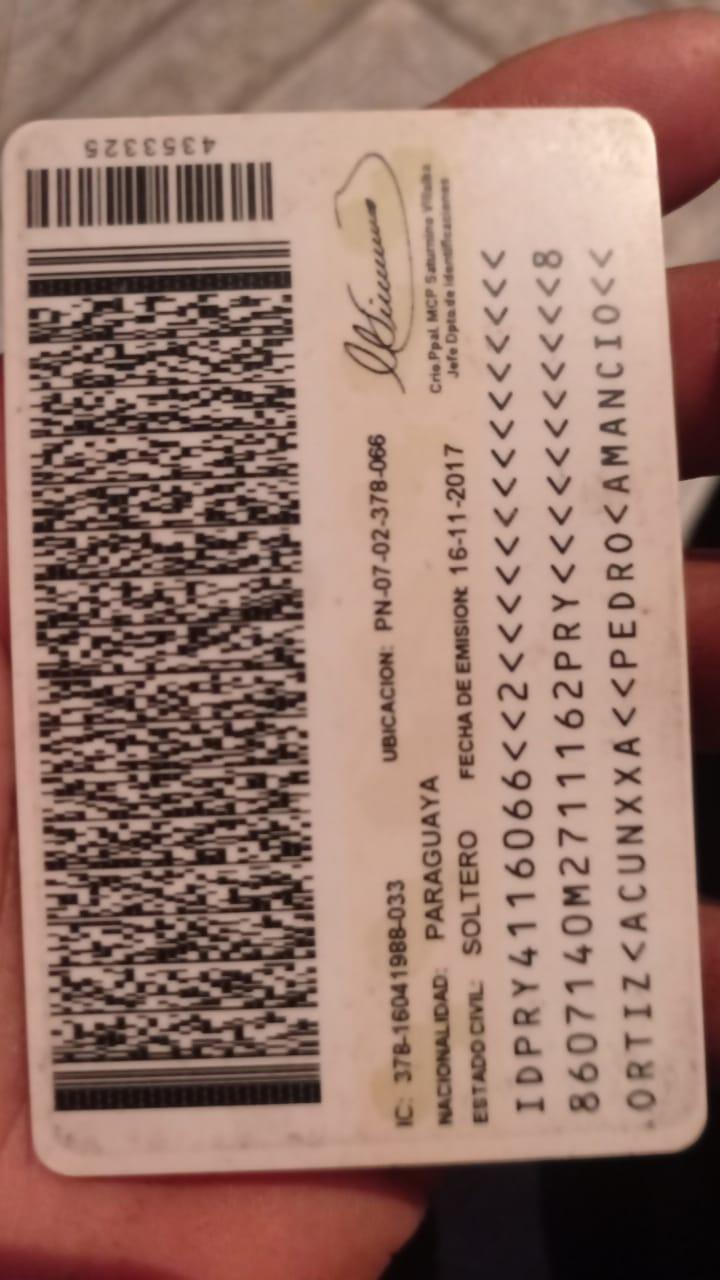 4353325
IC: 378-16041988-033 UBICACION: PN-07-02-378-066
NACIONALIDAD: PARAGUAYA
ESTADO CIVIL: SOLTERO FECHA DE EMISION: 16-11-2017
Crio.Ppal. MCP Saturnino Villalba
Jefe Dpto.de Identificaciones
IDPRY4116066<<2<<<<<<<<<<<<<<<
8607140M2711162PRY<<<<<<<<<<<8
ORTIZ<ACUNXXA<<PEDRO<AMANCIO<<